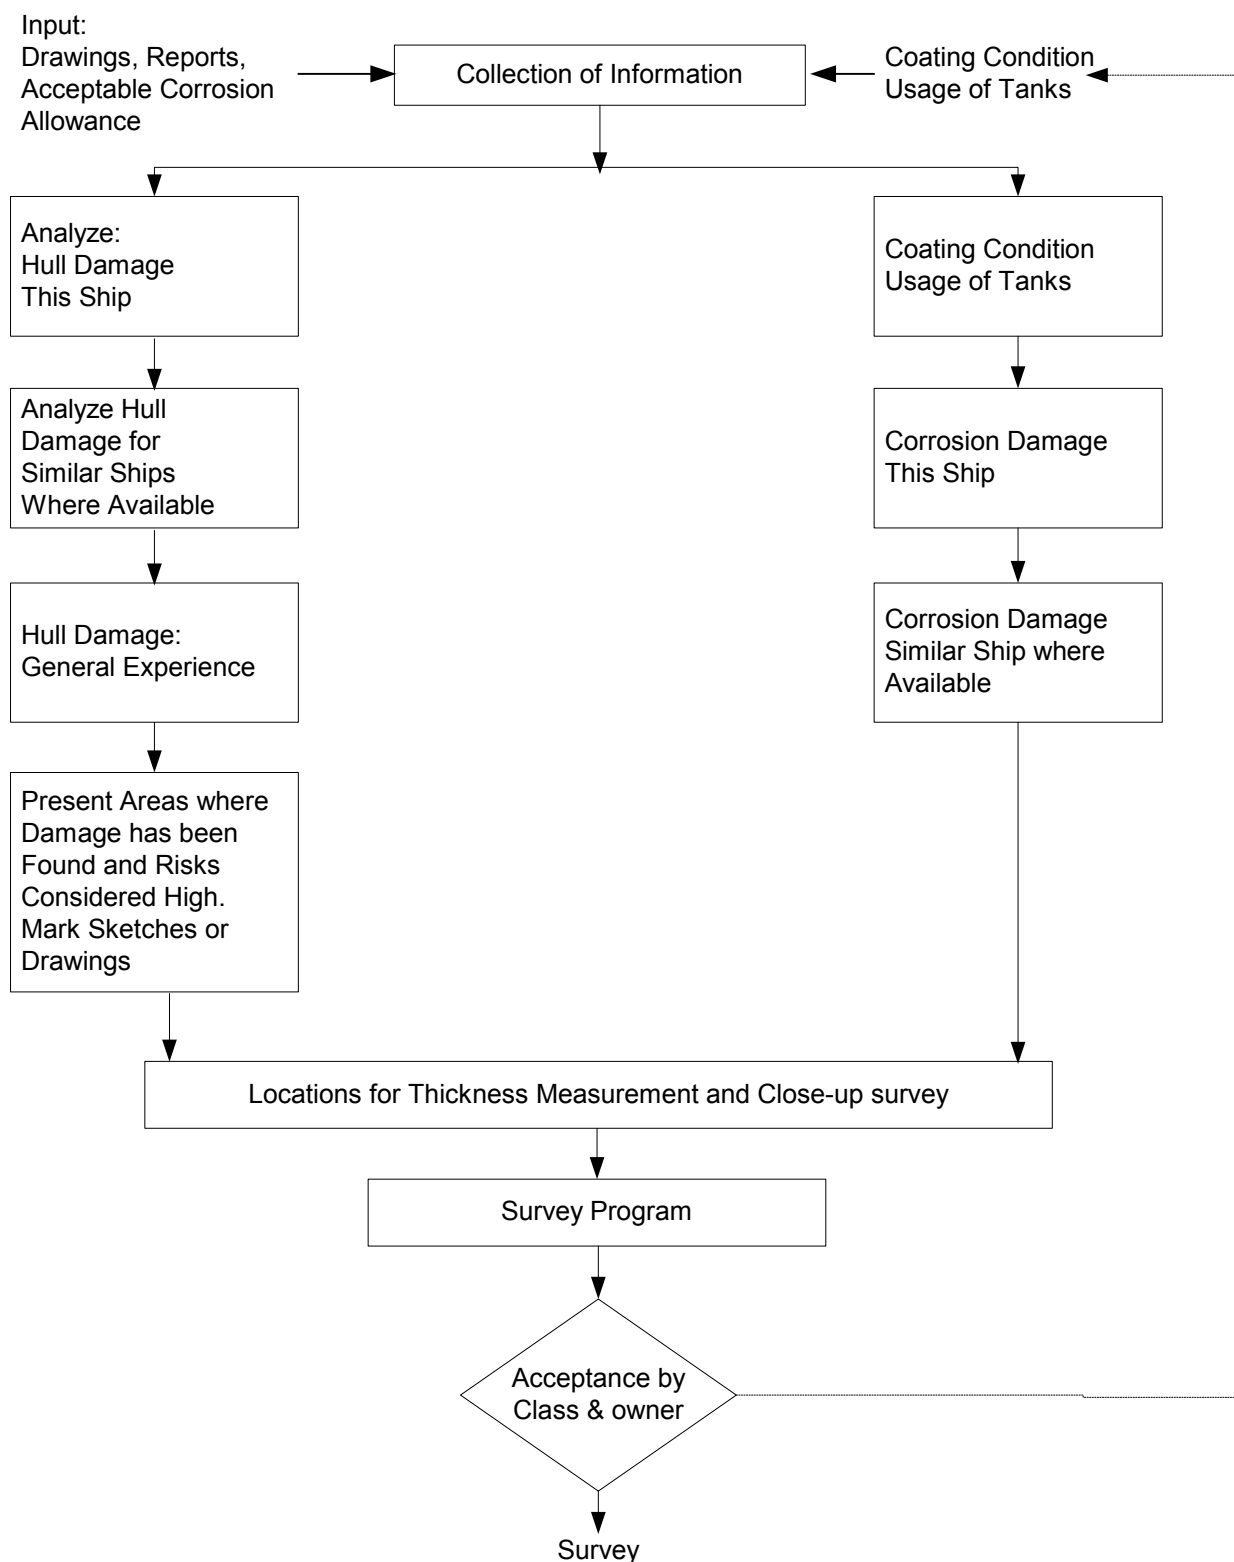 Input:
Drawings, Reports,
Acceptable Corrosion
Allowance
Collection of Information
Coating Condition
Usage of Tanks
Analyze:
Hull Damage
This Ship
Coating Condition
Usage of Tanks
Analyze Hull
Damage for
Similar Ships
Where Available
Corrosion Damage
This Ship
Hull Damage:
General Experience
Corrosion Damage
Similar Ship where
Available
Present Areas where
Damage has been
Found and Risks
Considered High.
Mark Sketches or
Drawings
Locations for Thickness Measurement and Close-up survey
Survey Program
Acceptance by
Class & owner
Survey